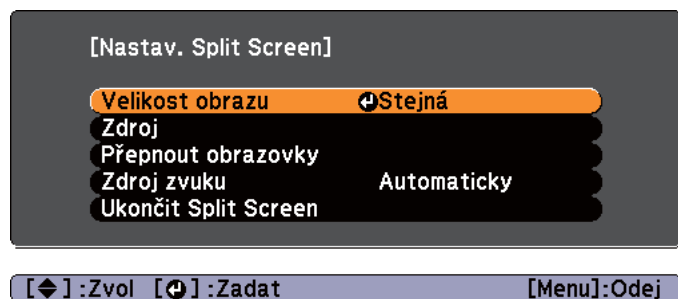 [Nastav. Split Screen]
Velikost obrazu Stejná
Zdroj
Přepnout obrazovky
Zdroj zvuku Automaticky
Ukončit Split Screen
[◆]:Zvol [↵]:Zadat [Menu]:Odej